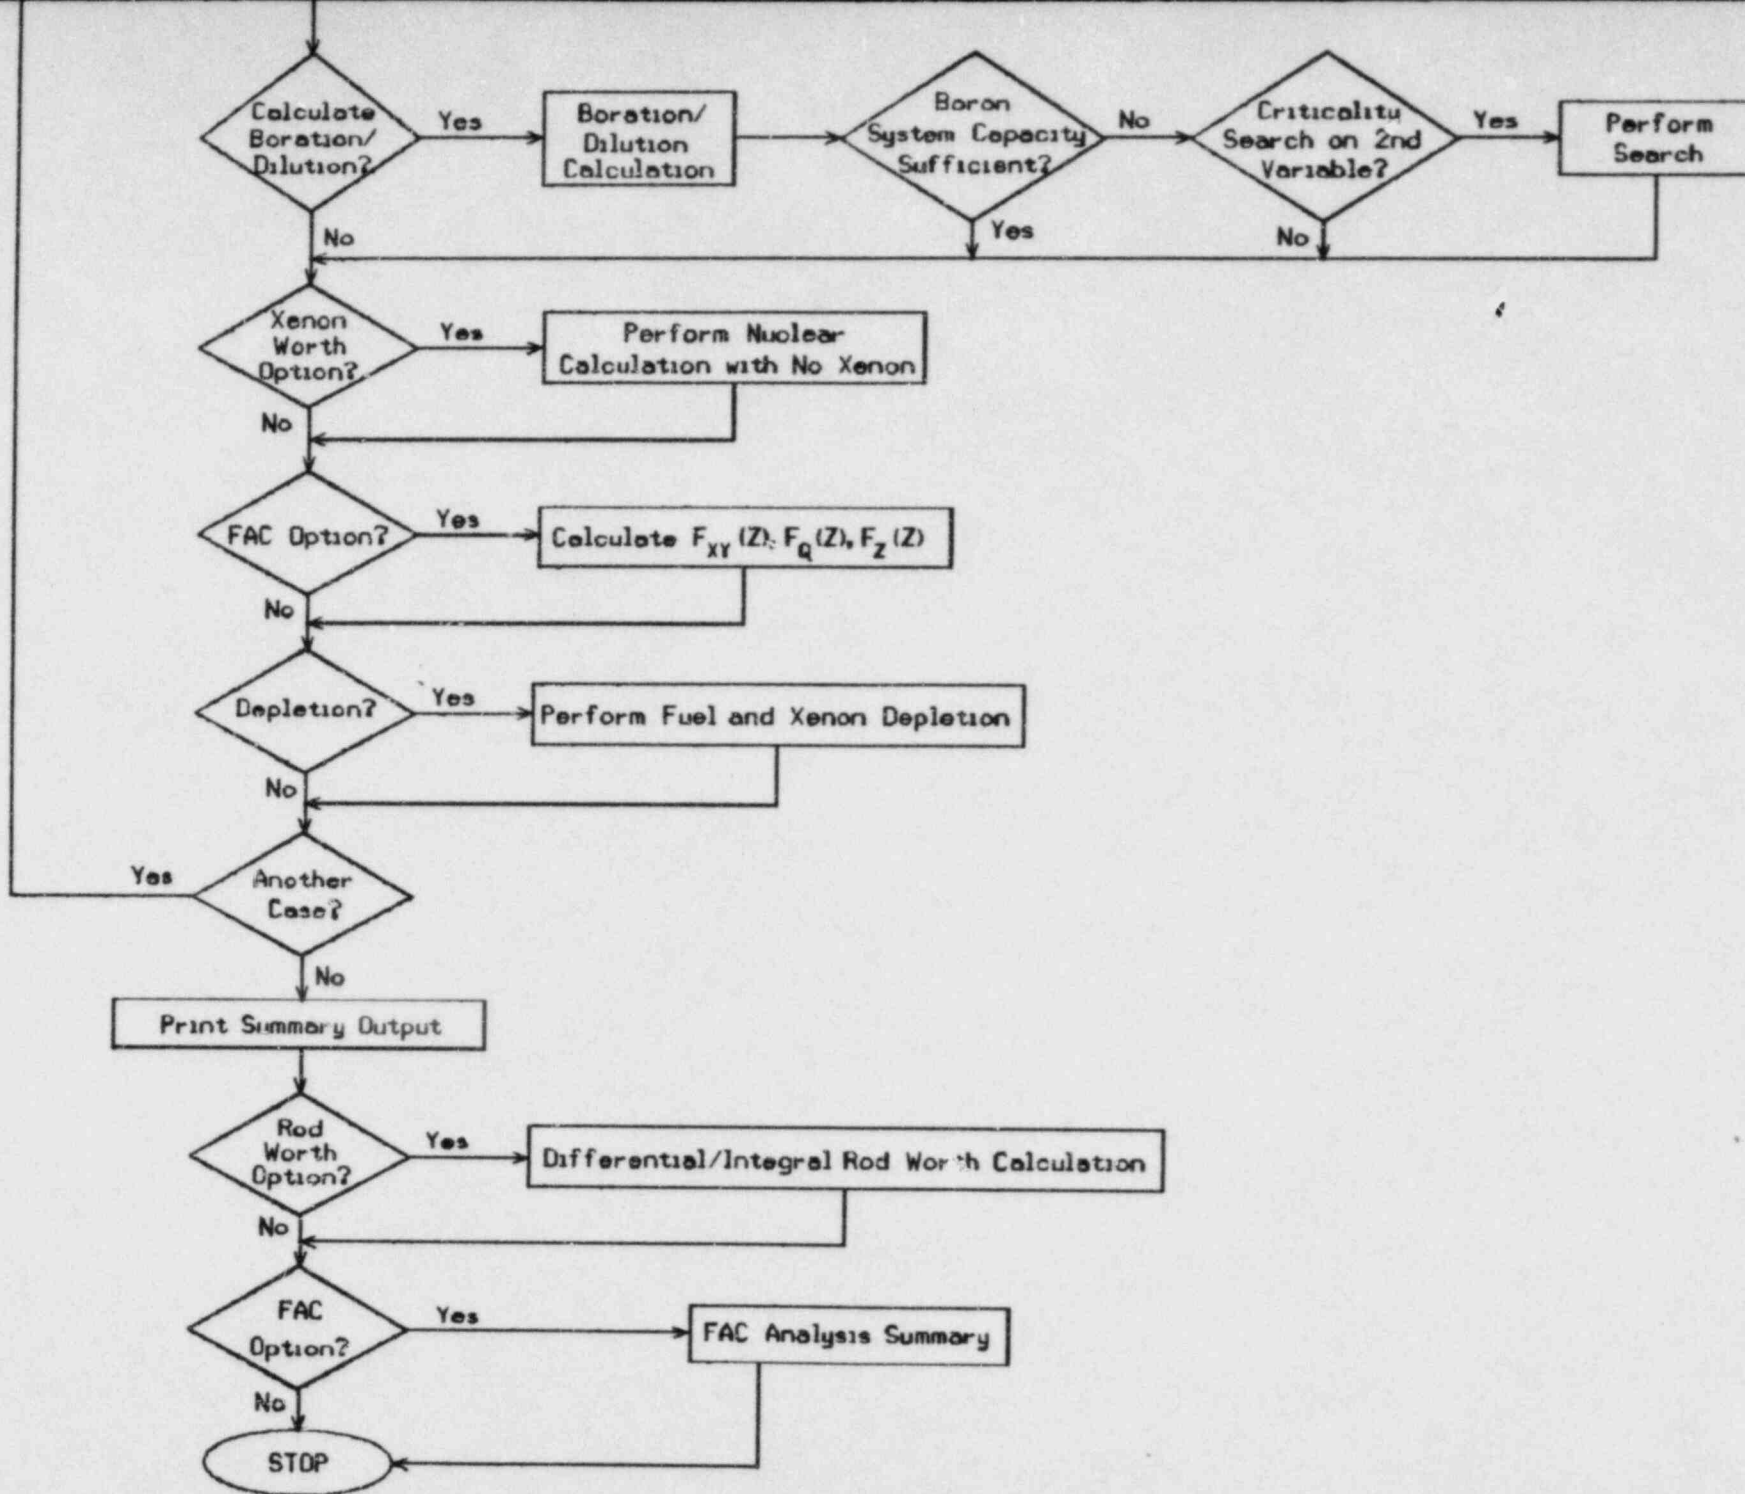 Calculate
Boration/
Dilution?
Yes
Boration/
Dilution
Calculation
Boron
System Capacity
Sufficient?
No
Criticality
Search on 2nd
Variable?
Yes
Perform
Search
No
Yes
No
Xenon
Worth
Option?
Yes
Perform Nuclear
Calculation with No Xenon
No
FAC Option?
Yes
Calculate F_XY (Z), F_Q (Z), F_Z (Z)
No
Depletion?
Yes
Perform Fuel and Xenon Depletion
No
Yes
Another
Case?
No
Print Summary Output
Rod
Worth
Option?
Yes
Differential/Integral Rod Worth Calculation
No
FAC
Option?
Yes
FAC Analysis Summary
No
STOP